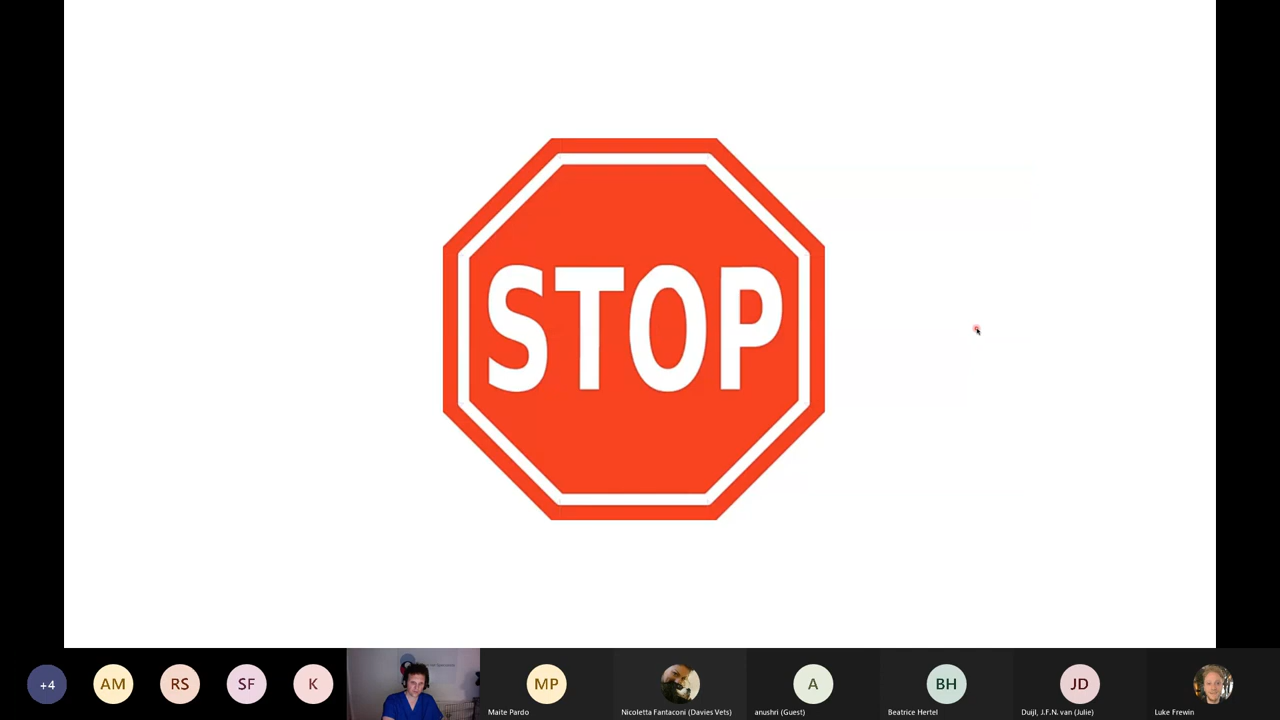 STOP
+4
AM
RS
SF
K
MP
A
BH
JD
Maite Pardo
Nicoletta Fantaconi (Davies Vets)
anushri (Guest)
Beatrice Hertel
Duijl, J.F.N. van (Julie)
Luke Frewin